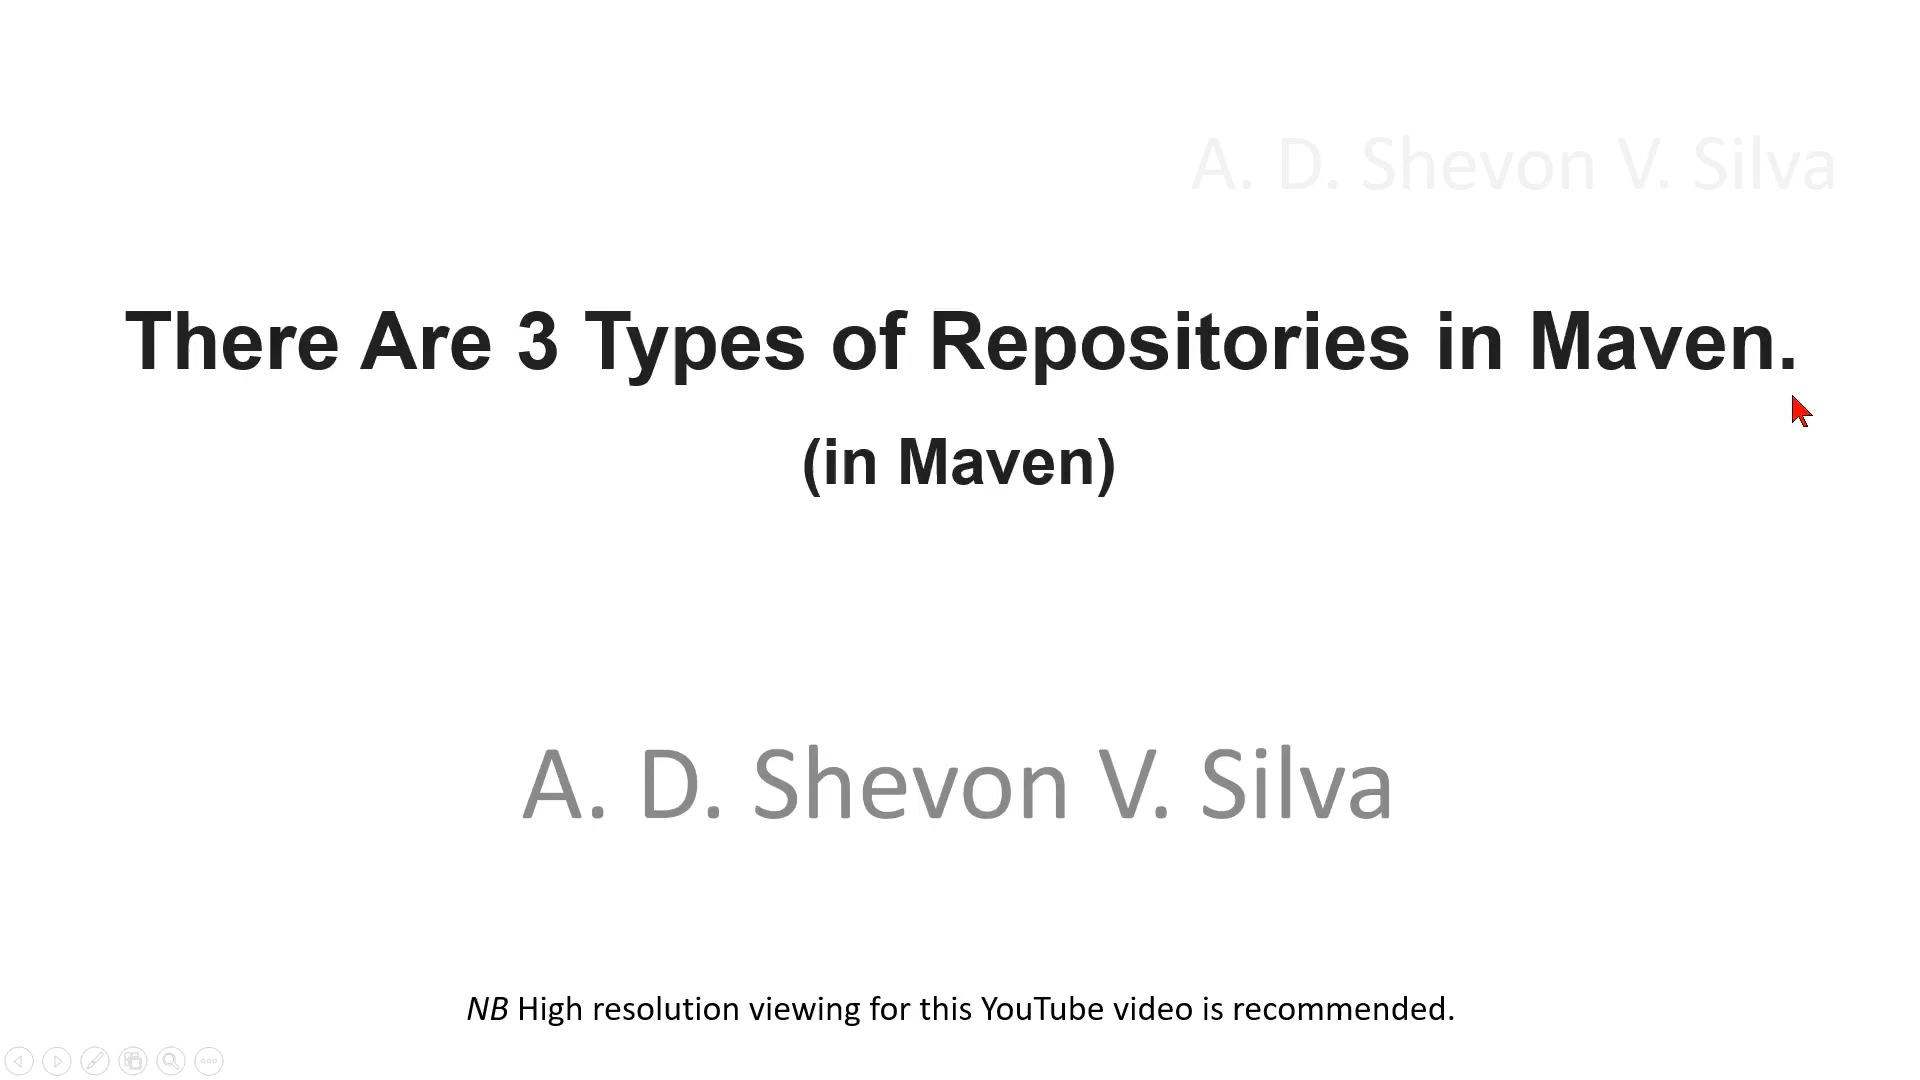 A. D. Shevon V. Silva
There Are 3 Types of Repositories in Maven.
(in Maven)
A. D. Shevon V. Silva
NB High resolution viewing for this YouTube video is recommended.